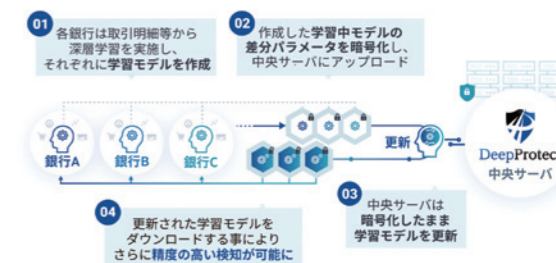 01
各銀行は取引明細等から
深層学習を実施し、
それぞれに学習モデルを作成
02
作成した学習中モデルの
差分パラメータを暗号化し、
中央サーバにアップロード
銀行A
銀行B
銀行C
更新
DeepProtec
中央サーバ
03
中央サーバは
暗号化したまま
学習モデルを更新
04
更新された学習モデルを
ダウンロードする事により
さらに精度の高い検知が可能に